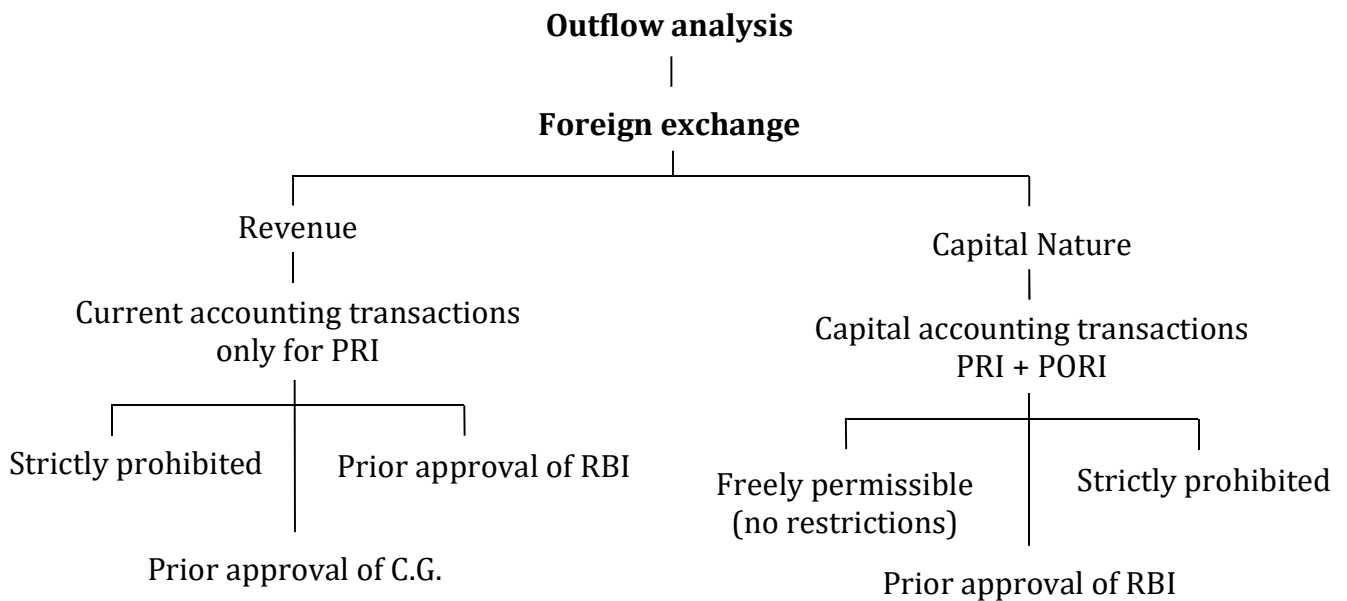 Outflow analysis
Foreign exchange
Revenue
Current accounting transactions
only for PRI
Strictly prohibited
Prior approval of RBI
Prior approval of C.G.
Capital Nature
Capital accounting transactions
PRI + PORI
Freely permissible
(no restrictions)
Strictly prohibited
Prior approval of RBI